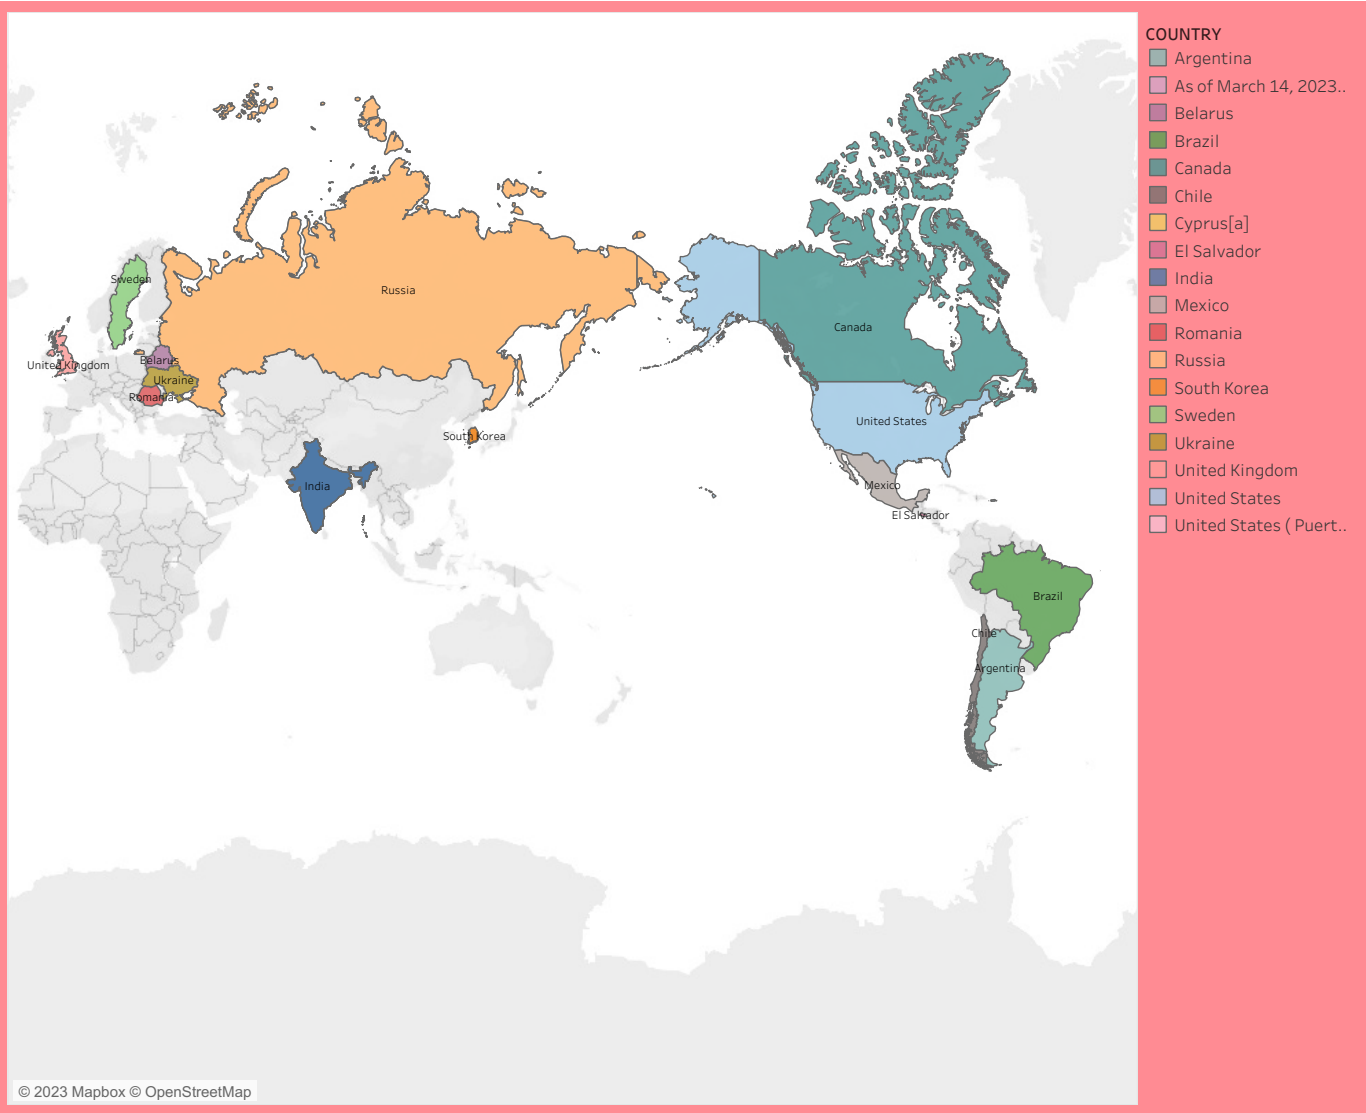 COUNTRY
Argentina
As of March 14, 2023..
Belarus
Brazil
Canada
Chile
Cyprus[a]
El Salvador
India
Mexico
Romania
Russia
South Korea
Sweden
Ukraine
United Kingdom
United States
United States ( Puert..
Sweden
Russia
Canada
United Kingdom
Belarus
Ukraine
Romania
United States
South Korea
India
Mexico
El Salvador
Brazil
Chile
Argentina
© 2023 Mapbox © OpenStreetMap